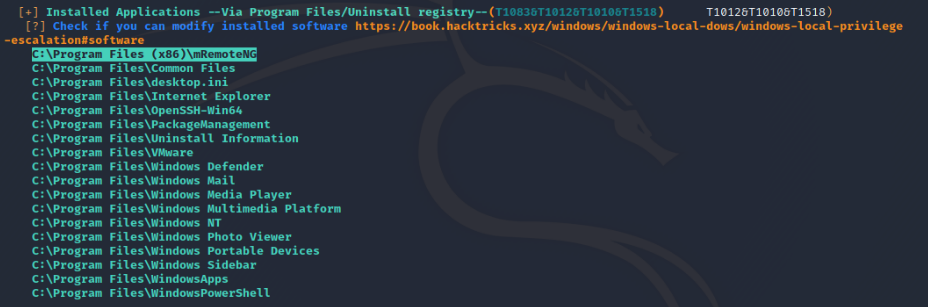 [+] Installed Applications --Via Program Files/Uninstall registry--(T1083&T1012&T1010&T1518) T1012&T1010&T1518)
[?] Check if you can modify installed software https://book.hacktricks.xyz/windows/windows-local-dows/windows-local-privilege
-escalation#software
C:\Program Files (x86)\mRemoteNG
C:\Program Files\Common Files
C:\Program Files\desktop.ini
C:\Program Files\Internet Explorer
C:\Program Files\OpenSSH-Win64
C:\Program Files\PackageManagement
C:\Program Files\Uninstall Information
C:\Program Files\VMware
C:\Program Files\Windows Defender
C:\Program Files\Windows Mail
C:\Program Files\Windows Media Player
C:\Program Files\Windows Multimedia Platform
C:\Program Files\Windows NT
C:\Program Files\Windows Photo Viewer
C:\Program Files\Windows Portable Devices
C:\Program Files\Windows Sidebar
C:\Program Files\WindowsApps
C:\Program Files\WindowsPowerShell